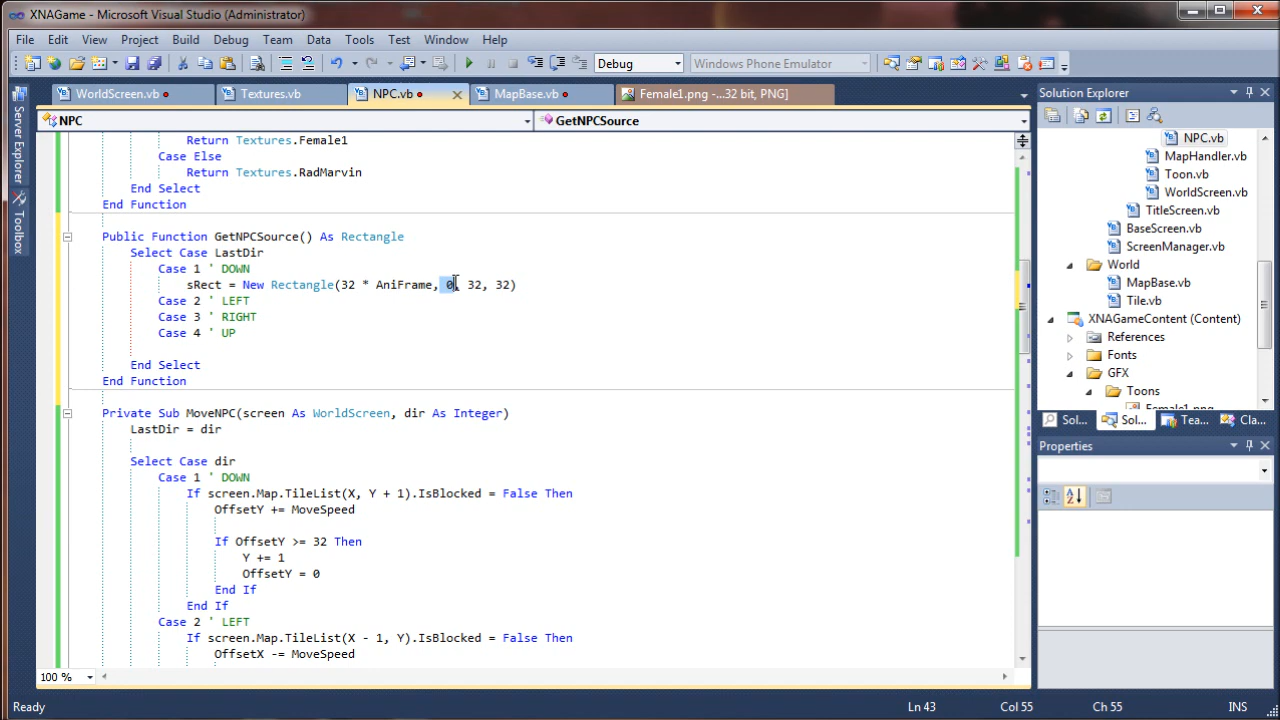 XNAGame - Microsoft Visual Studio (Administrator)
File Edit View Project Build Debug Team Data Tools Test Window Help
Debug Windows Phone Emulator
WorldScreen.vb Textures.vb NPC.vb MapBase.vb Female1.png -...32 bit, PNG]
NPC GetNPCSource
Server Explorer
Toolbox
Return Textures.Female1
Case Else
Return Textures.RadMarvin
End Select
End Function
Public Function GetNPCSource() As Rectangle
Select Case LastDir
Case 1 ' DOWN
sRect = New Rectangle(32 * AniFrame, 0, 32, 32)
Case 2 ' LEFT
Case 3 ' RIGHT
Case 4 ' UP
End Select
End Function
Private Sub MoveNPC(screen As WorldScreen, dir As Integer)
LastDir = dir
Select Case dir
Case 1 ' DOWN
If screen.Map.TileList(X, Y + 1).IsBlocked = False Then
OffsetY += MoveSpeed
If OffsetY >= 32 Then
Y += 1
OffsetY = 0
End If
End If
Case 2 ' LEFT
If screen.Map.TileList(X - 1, Y).IsBlocked = False Then
OffsetX -= MoveSpeed
100 %
Solution Explorer
NPC.vb
MapHandler.vb
Toon.vb
WorldScreen.vb
TitleScreen.vb
BaseScreen.vb
ScreenManager.vb
World
MapBase.vb
Tile.vb
XNAGameContent (Content)
References
Fonts
GFX
Toons
Female1.png
Sol... Sol... Tea... Cla...
Properties
Ready Ln 43 Col 55 Ch 55 INS